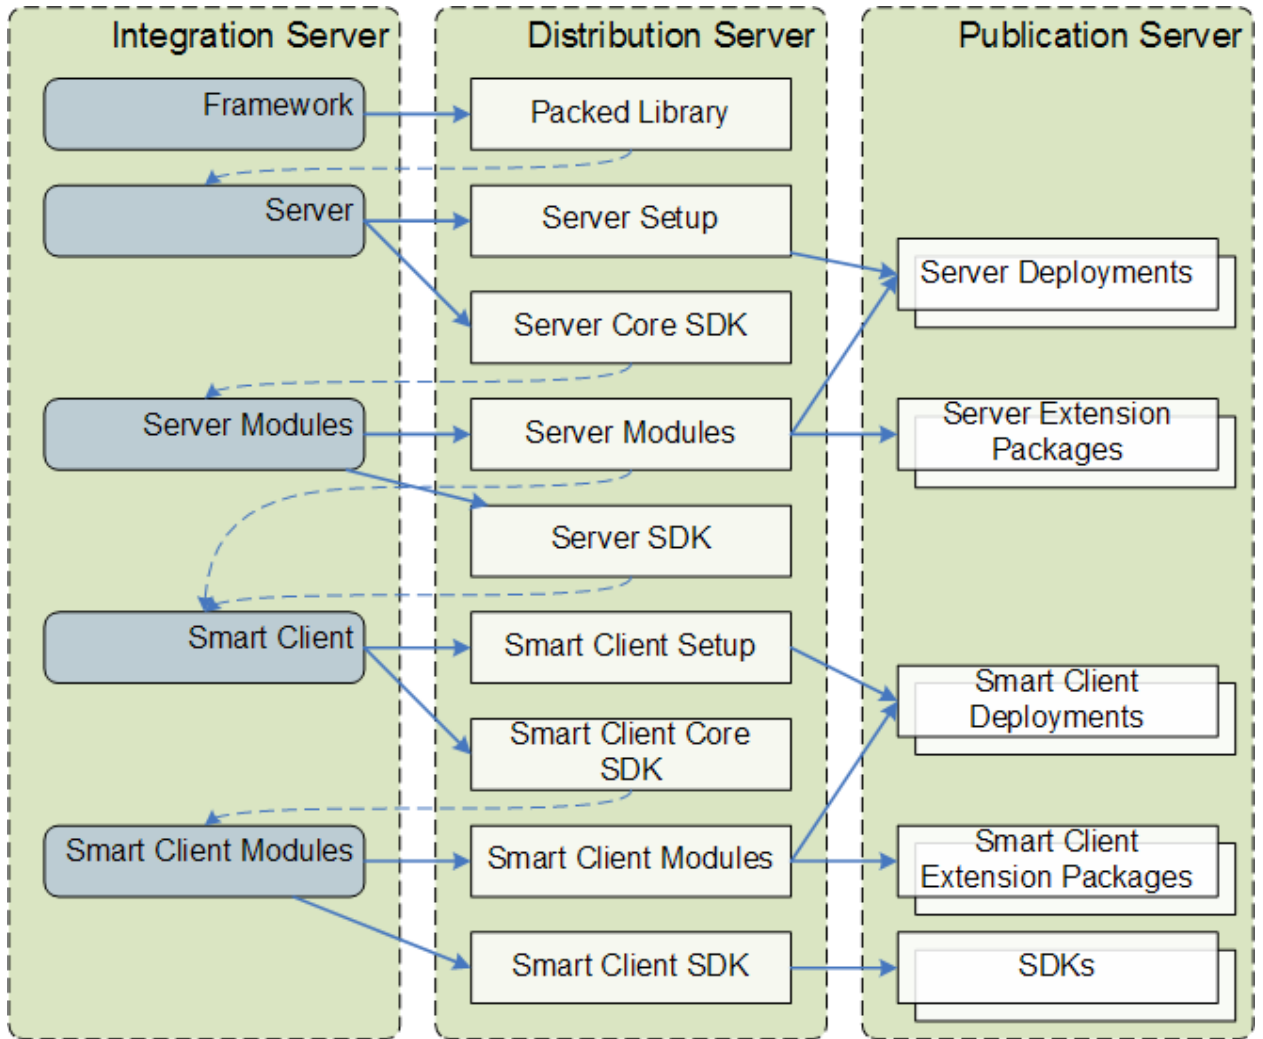 Integration Server
Distribution Server
Publication Server
Framework
Packed Library
Server
Server Setup
Server Deployments
Server Core SDK
Server Modules
Server Modules
Server Extension
Packages
Server SDK
Smart Client
Smart Client Setup
Smart Client
Deployments
Smart Client Core
SDK
Smart Client Modules
Smart Client Modules
Smart Client
Extension Packages
Smart Client SDK
SDKs